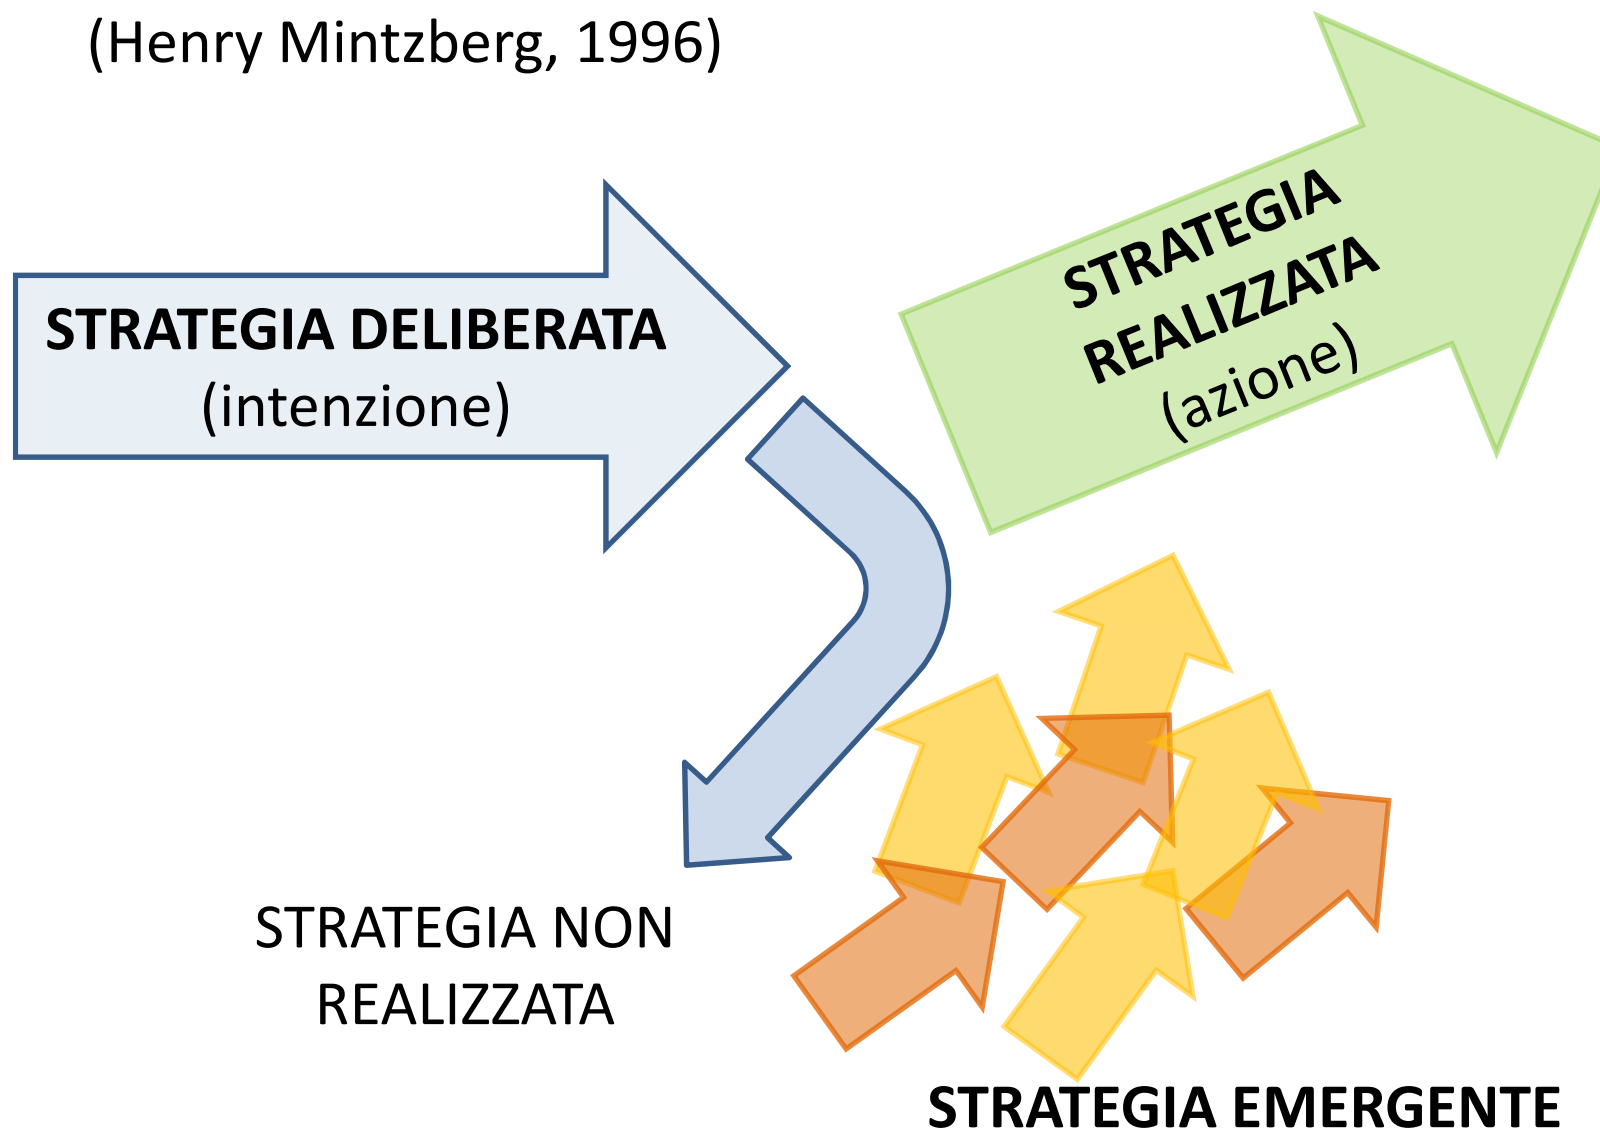 (Henry Mintzberg, 1996)
STRATEGIA DELIBERATA
(intenzione)
STRATEGIA
REALIZZATA
(azione)
STRATEGIA NON
REALIZZATA
STRATEGIA EMERGENTE